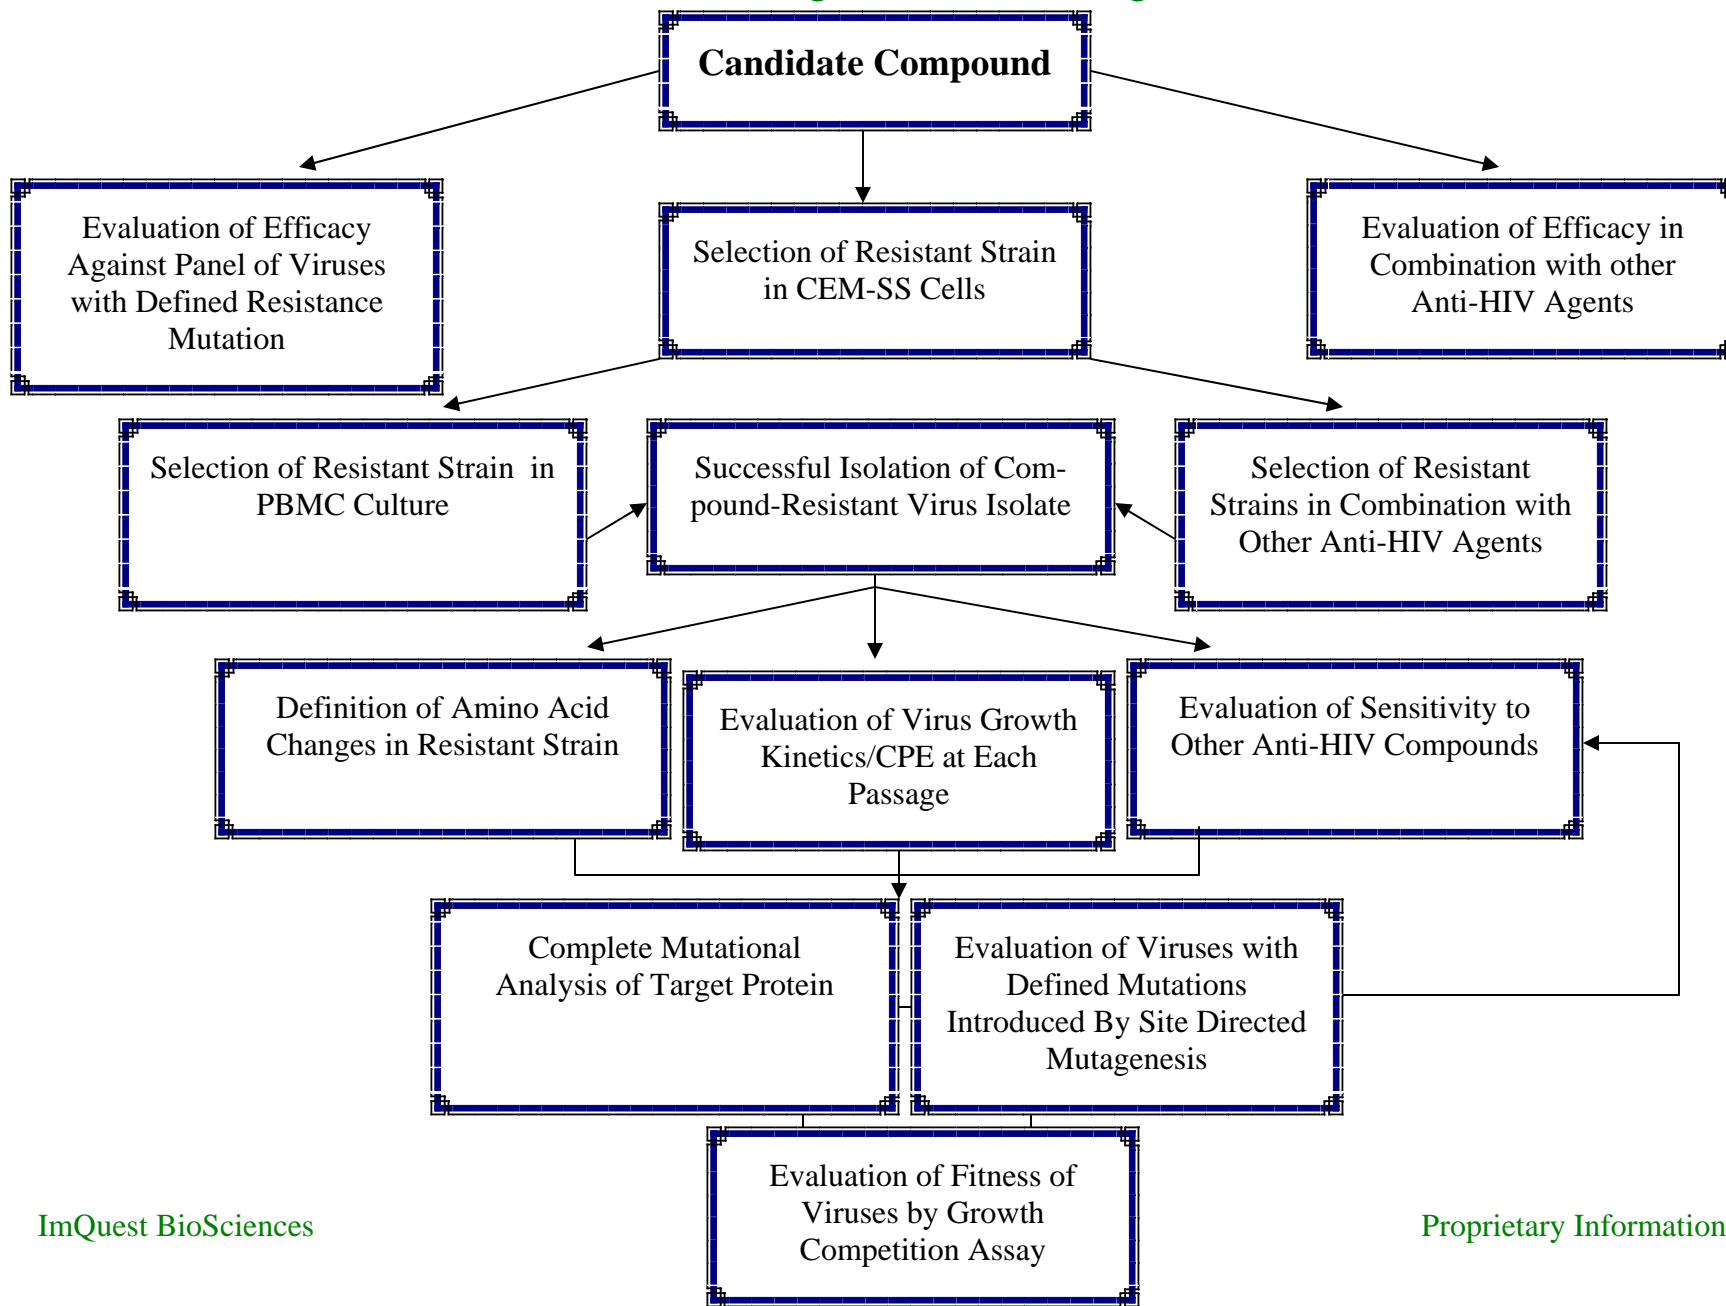 Candidate Compound
Evaluation of Efficacy
Against Panel of Viruses
with Defined Resistance
Mutation
Selection of Resistant Strain
in CEM-SS Cells
Evaluation of Efficacy in
Combination with other
Anti-HIV Agents
Selection of Resistant Strain in
PBMC Culture
Successful Isolation of Com-
pound-Resistant Virus Isolate
Selection of Resistant
Strains in Combination with
Other Anti-HIV Agents
Definition of Amino Acid
Changes in Resistant Strain
Evaluation of Virus Growth
Kinetics/CPE at Each
Passage
Evaluation of Sensitivity to
Other Anti-HIV Compounds
Complete Mutational
Analysis of Target Protein
Evaluation of Viruses with
Defined Mutations
Introduced By Site Directed
Mutagenesis
Evaluation of Fitness of
Viruses by Growth
Competition Assay
ImQuest BioSciences
Proprietary Information